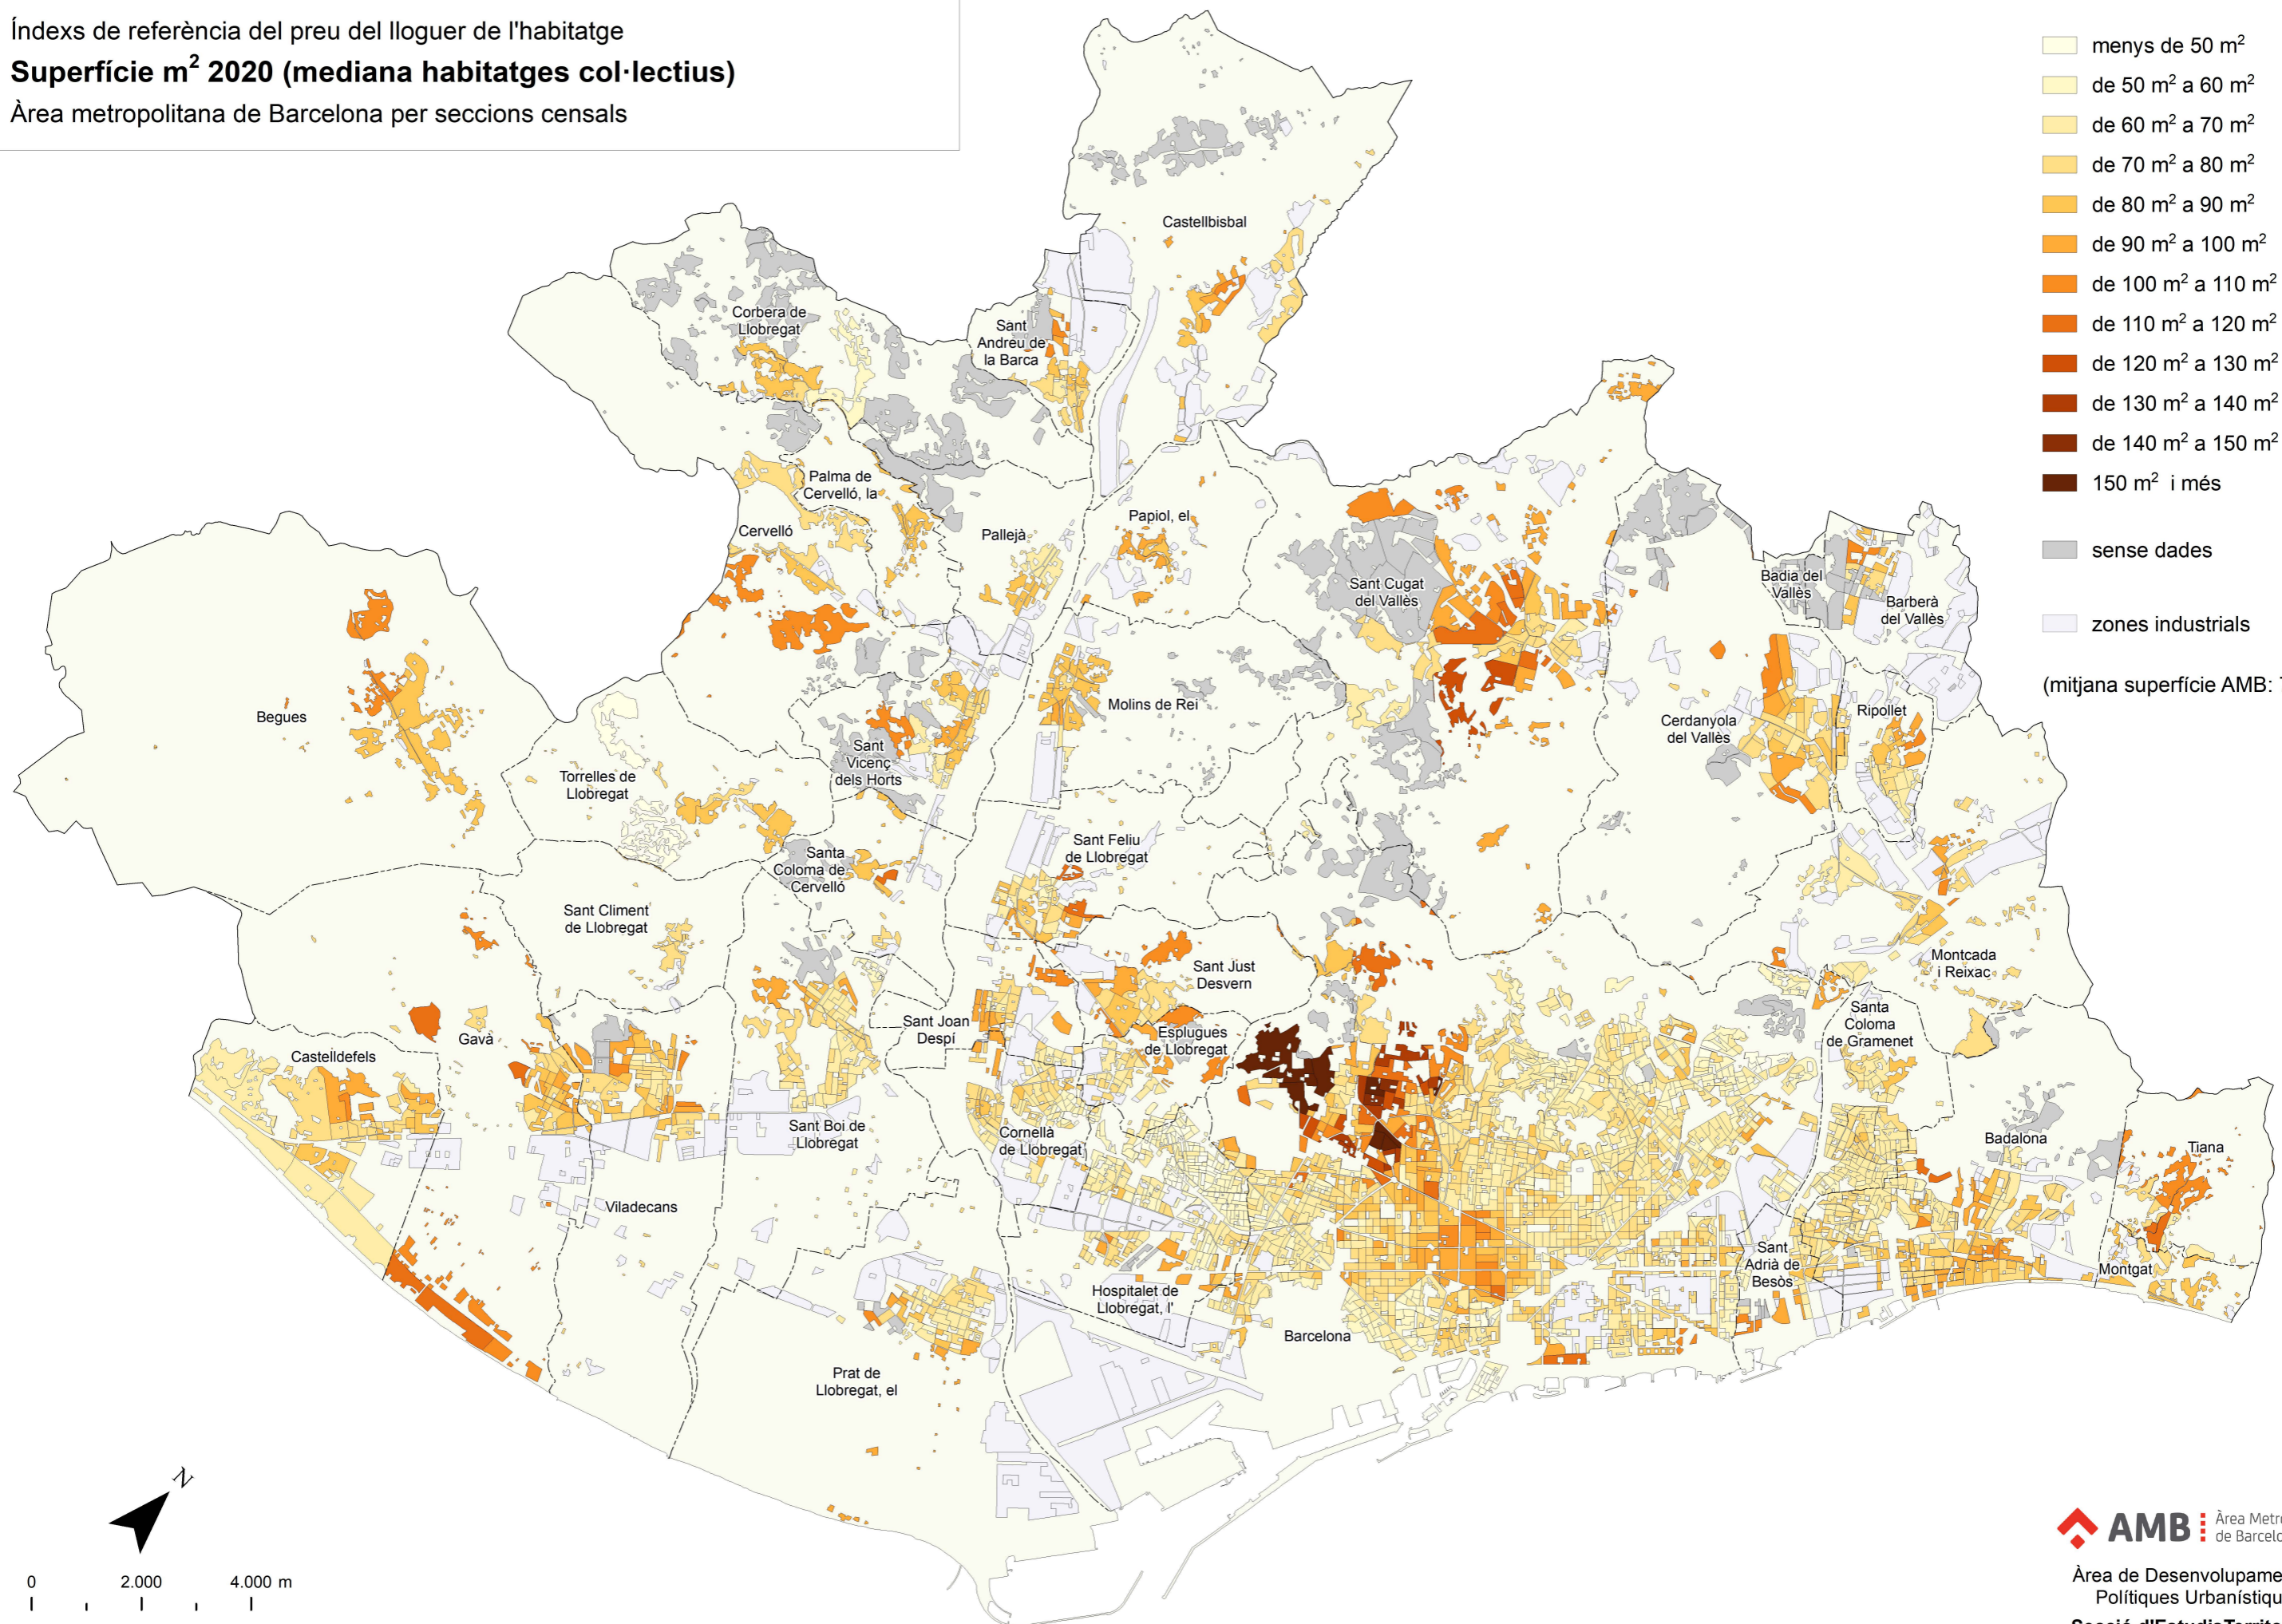 Índexs de referència del preu del lloguer de l'habitatge
Superfície m² 2020 (mediana habitatges col·lectius)
Àrea metropolitana de Barcelona per seccions censals
menys de 50 m²
de 50 m² a 60 m²
de 60 m² a 70 m²
de 70 m² a 80 m²
de 80 m² a 90 m²
de 90 m² a 100 m²
de 100 m² a 110 m²
de 110 m² a 120 m²
de 120 m² a 130 m²
de 130 m² a 140 m²
de 140 m² a 150 m²
150 m² i més
sense dades
zones industrials
(mitjana superfície AMB:
Castellbisbal
Corbera de
Llobregat
Sant
Andreu de
la Barca
Palma de
Cervelló, la
Cervelló
Pallejà
Papiol, el
Sant Cugat
del Vallès
Badia del
Vallès
Barberà
del Vallès
Begues
Molins de Rei
Cerdanyola
del Vallès
Ripollet
Sant
Vicenç
dels Horts
Torrelles de
Llobregat
Sant Feliu
de Llobregat
Santa
Coloma de
Cervelló
Sant Climent
de Llobregat
Sant Just
Desvern
Montcada
i Reixac
Santa
Coloma
de Gramenet
Sant Joan
Despí
Esplugues
de Llobregat
Gavà
Castelldefels
Sant Boi de
Llobregat
Cornellà
de Llobregat
Badalona
Tiana
Viladecans
Sant
Adrià de
Besòs
Montgat
Hospitalet de
Llobregat, l'
Barcelona
Prat de
Llobregat, el
N
0 2.000 4.000 m
AMB
Àrea
de
Àrea de
Polítiques
Secció